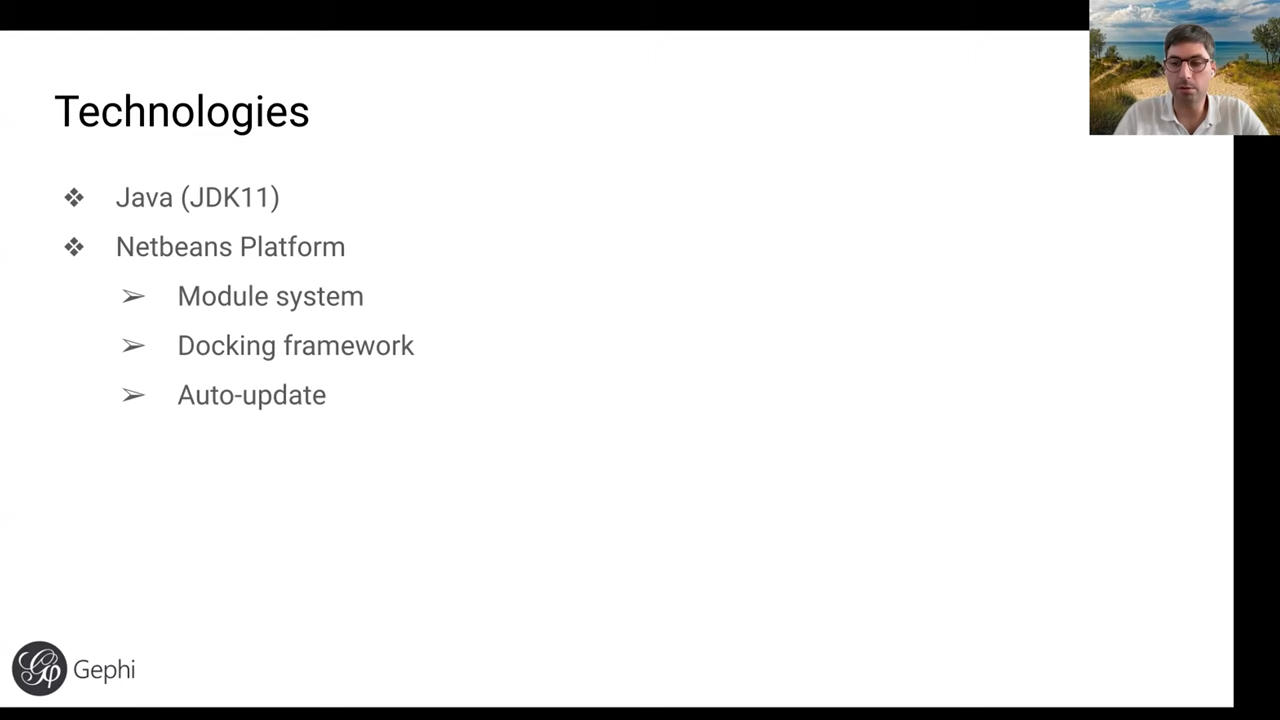 Technologies
❖ Java (JDK11)
❖ Netbeans Platform
➢ Module system
➢ Docking framework
➢ Auto-update
Gephi